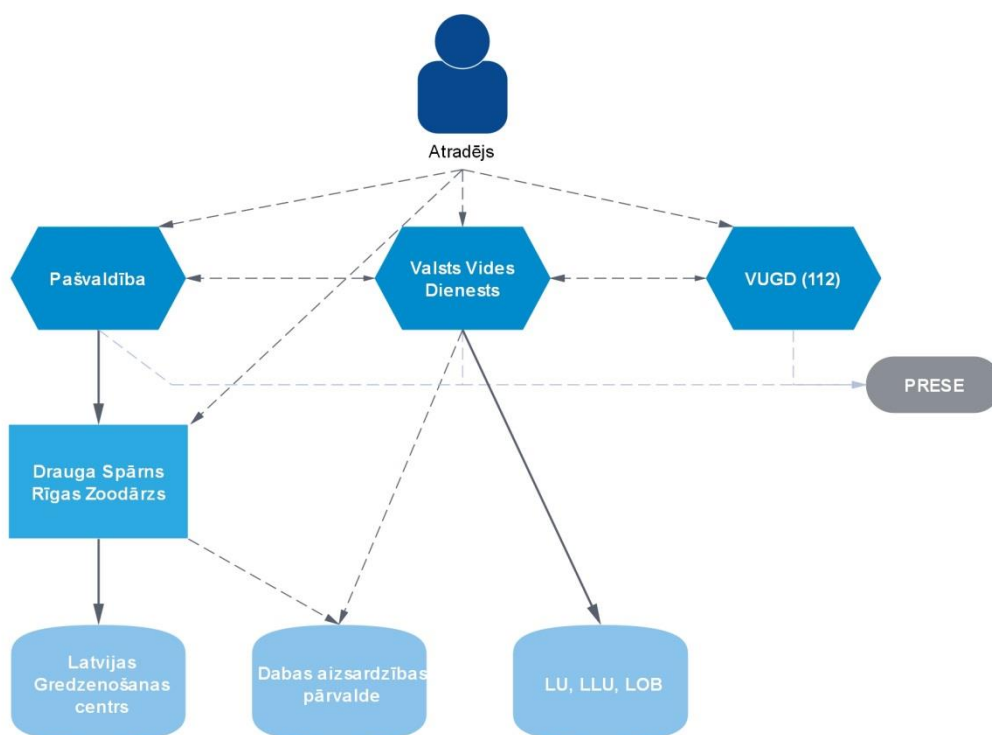 Atradējs
Pašvaldība
Valsts Vides
Dienests
VUGD (112)
PRESE
Drauga Spārns
Rīgas Zoodārzs
Latvijas
Gredzenošanas
centrs
Dabas aizsardzības
pārvalde
LU, LLU, LOB